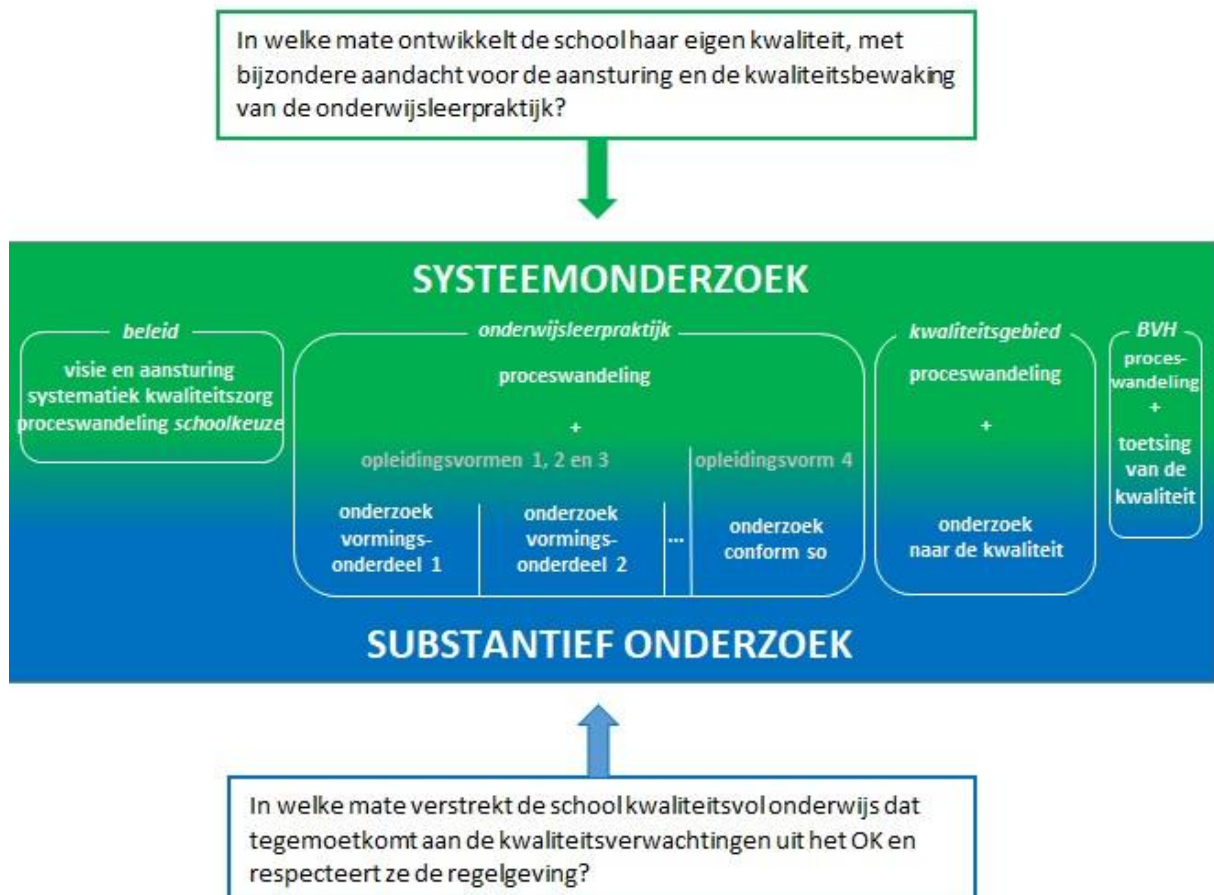 In welke mate ontwikkelt de school haar eigen kwaliteit, met
bijzondere aandacht voor de aansturing en de kwaliteitsbewaking
van de onderwijsleerpraktijk?
SYSTEEMONDERZOEK
beleid
visie en aansturing
systematiek kwaliteitszorg
proceswandeling schoolkeuze
onderwijsleerpraktijk
proceswandeling
+
opleidingsvormen 1, 2 en 3
opleidingsvorm 4
onderzoek
vormings-
onderdeel 1
onderzoek
vormings-
onderdeel 2
...
onderzoek
conform so
kwaliteitsgebied
proceswandeling
+
onderzoek
naar de kwaliteit
BVH
proces-
wandeling
+
toetsing
van de
kwaliteit
SUBSTANTIEF ONDERZOEK
In welke mate verstrekt de school kwaliteitsvol onderwijs dat
tegemoetkomt aan de kwaliteitsverwachtingen uit het OK en
respecteert ze de regelgeving?